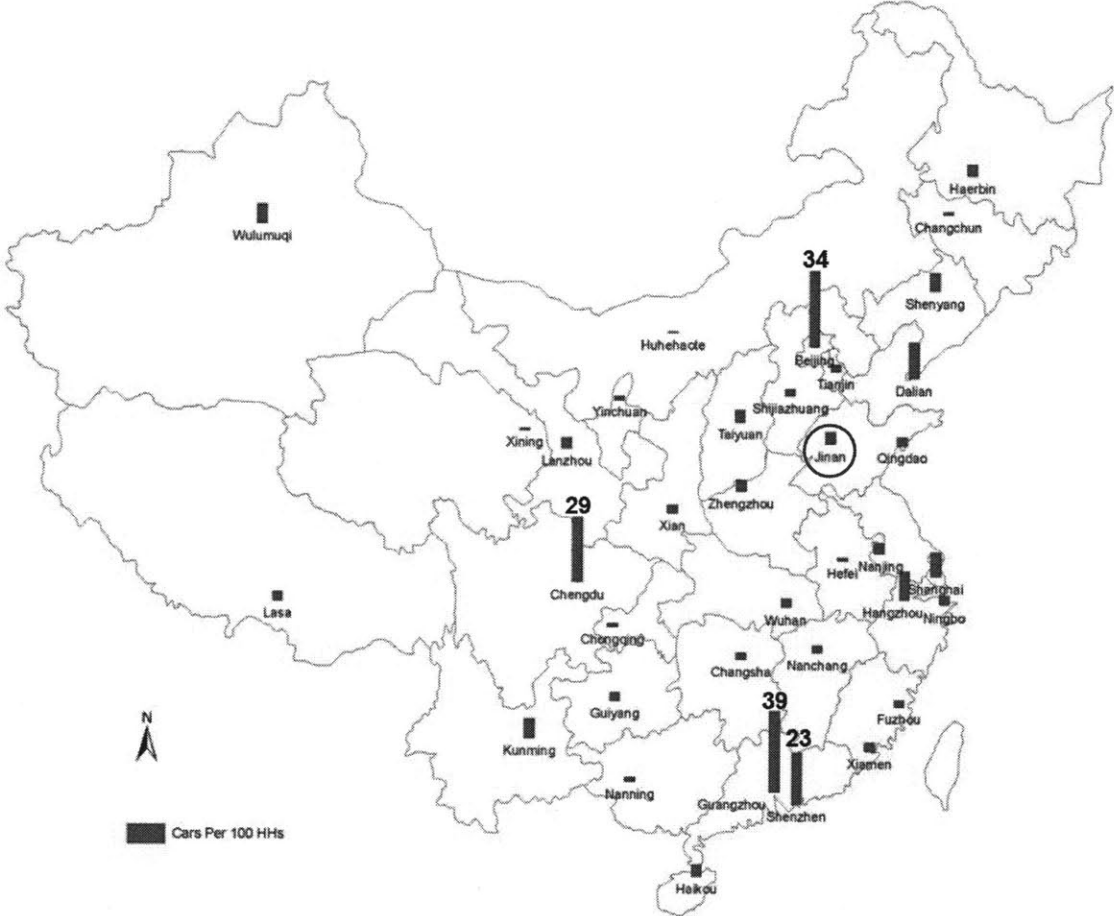 Haerbin
Changchun
Wulumuqi
34
Shenyang
Huhehaote
Beijing
Tianjin
Dalian
Yinchuan
Shijiazhuang
Taiyuan
Xining
Lanzhou
Jinan
Qingdao
Zhengzhou
29
Xian
Hefei
Nanjing
Shanghai
Chengdu
Lasa
Hangzhou
Ningbo
Wuhan
Chongqing
Changsha
Nanchang
39
Guiyang
Fuzhou
N
23
Kunming
Xiamen
Nanning
Guangzhou
Shenzhen
Cars Per 100 HHs
Haikou